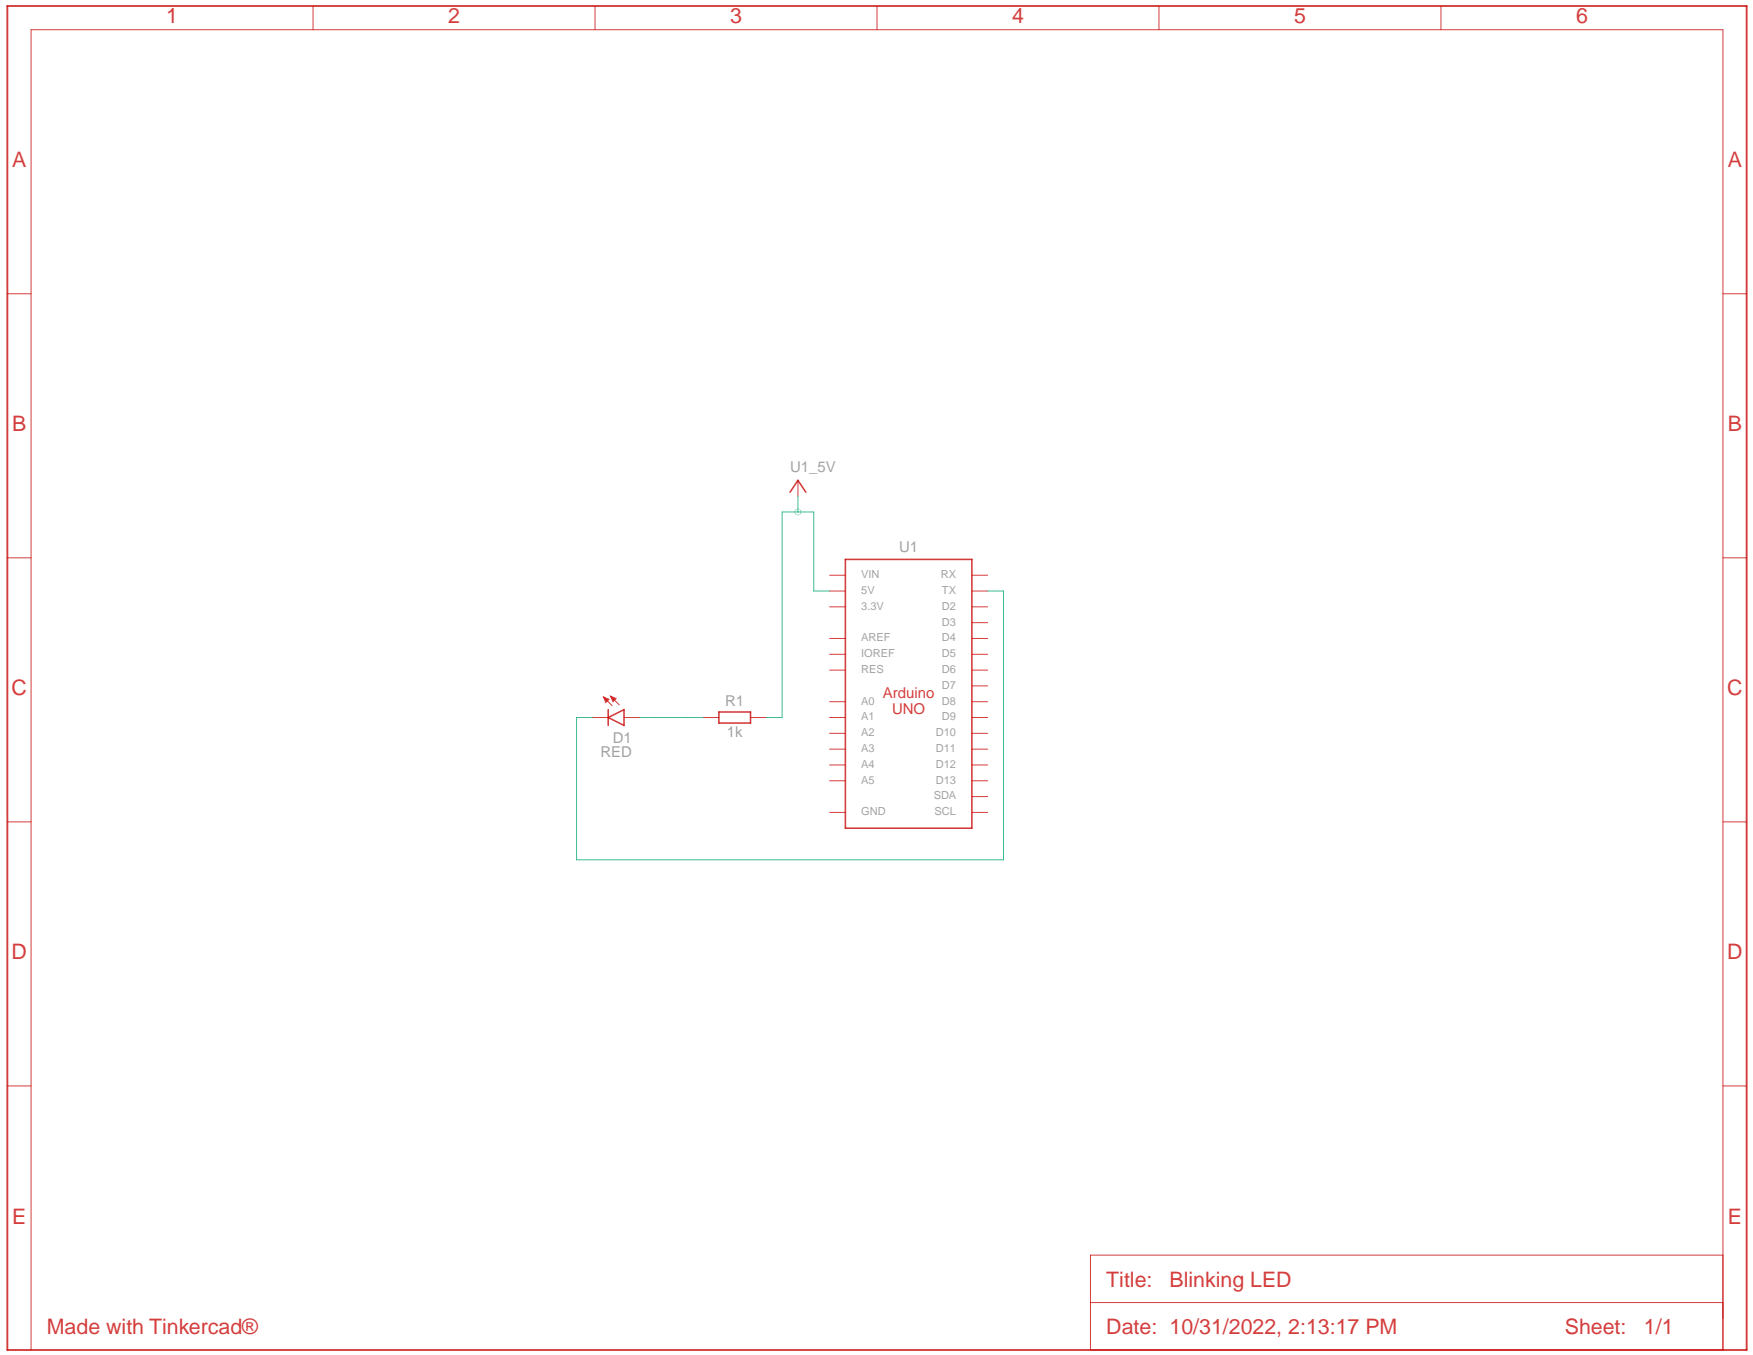 1 2 3 4 5 6
A A
B B
U1_5V
U1
VIN RX
5V TX
3.3V D2
D3
AREF D4
IOREF D5
RES D6
D7
C C
Arduino
UNO
A0 D8
A1 D9
A2 D10
A3 D11
A4 D12
A5 D13
SDA
GND SCL
R1
1k
D1
RED
D D
E E
Title: Blinking LED
Made with Tinkercad®
Date: 10/31/2022, 2:13:17 PM Sheet: 1/1